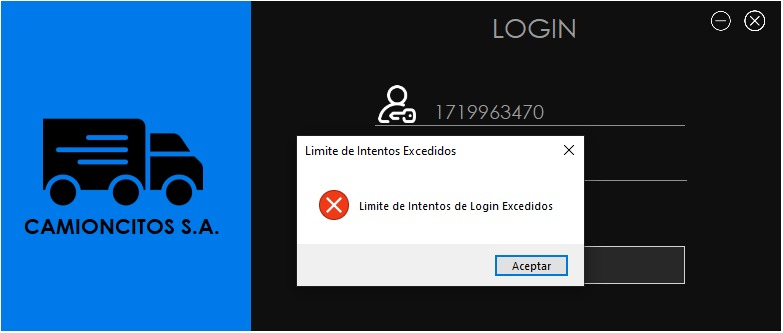 LOGIN
1719963470
Limite de Intentos Excedidos
Limite de Intentos de Login Excedidos
Aceptar
CAMIONCITOS S.A.